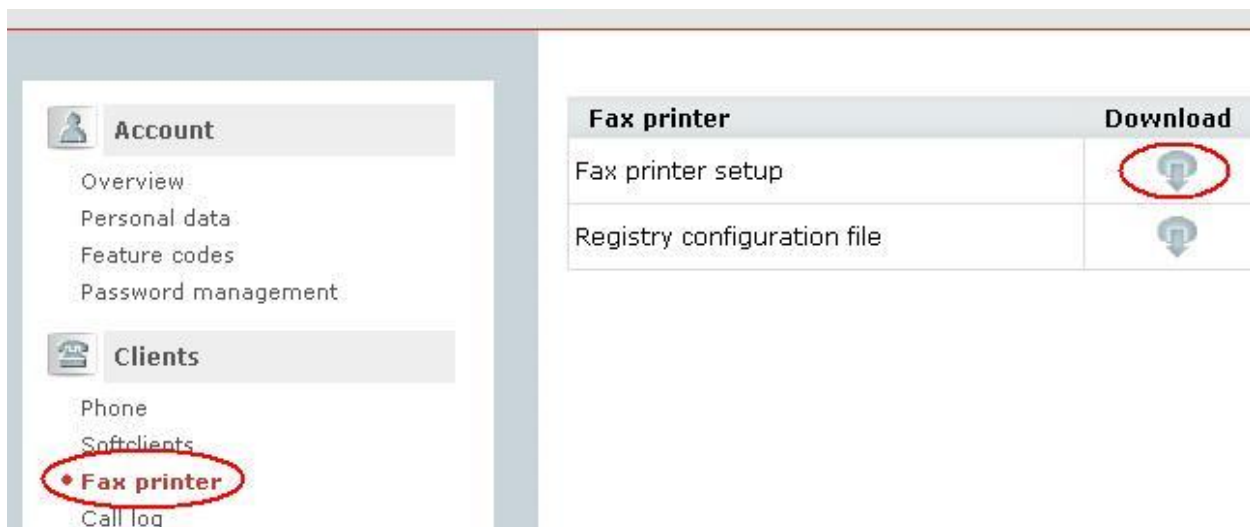 Account
Overview
Personal data
Feature codes
Password management
Clients
Phone
Softclients
Fax printer
Call log
Fax printer Download
Fax printer setup
Registry configuration file